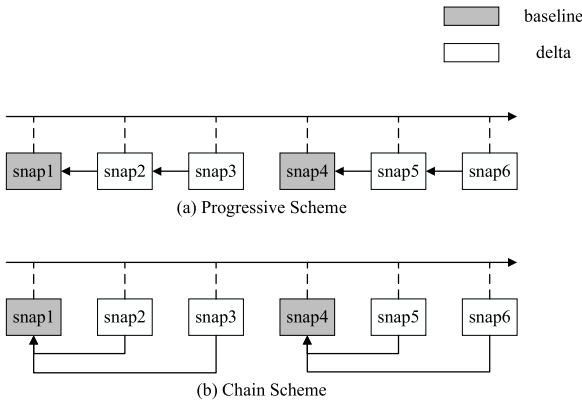 baseline
delta
snap1 snap2 snap3 snap4 snap5 snap6
(a) Progressive Scheme
snap1 snap2 snap3 snap4 snap5 snap6
(b) Chain Scheme